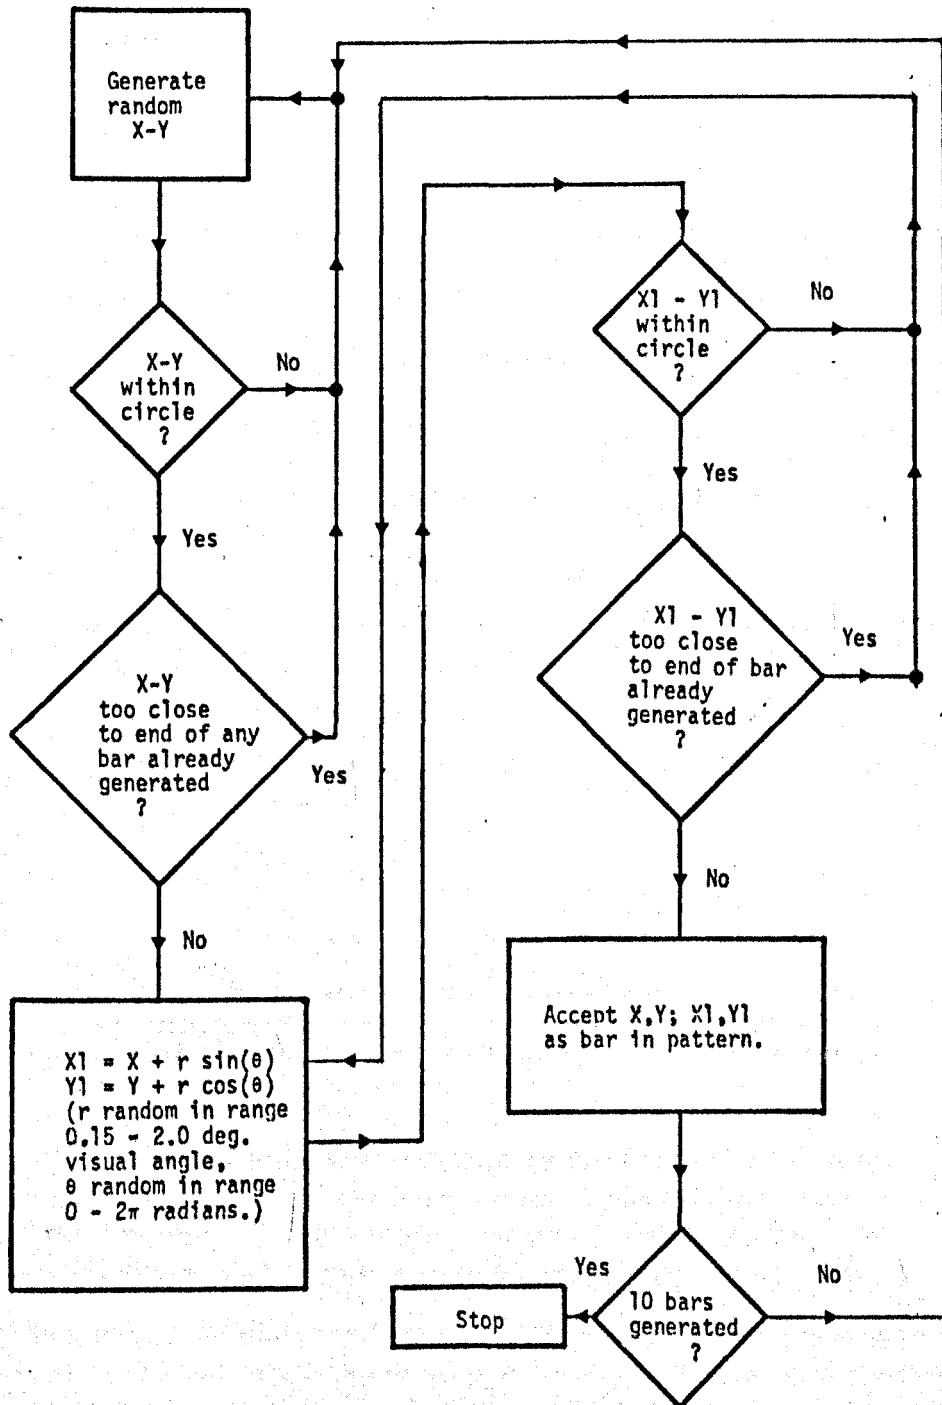 Generate
random
X-Y
X-Y
within
circle
?
No
Yes
X-Y
too close
to end of any
bar already
generated
?
Yes
No
X1 = X + r sin(θ)
Y1 = Y + r cos(θ)
(r random in range
0.15 - 2.0 deg.
visual angle,
θ random in range
0 - 2π radians.)
X1 - Y1
within
circle
?
No
Yes
X1 - Y1
too close
to end of bar
already
generated
?
Yes
No
Accept X,Y; X1,Y1
as bar in pattern.
10 bars
generated
?
Yes
No
Stop